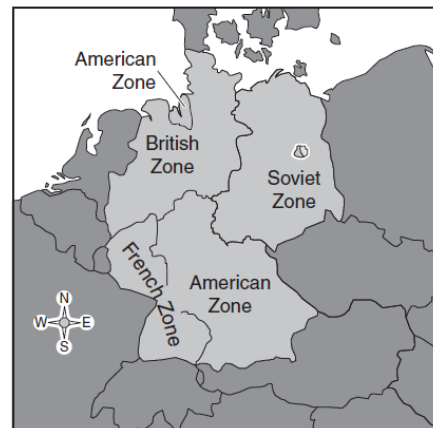 American
Zone
British
Zone
Soviet
Zone
French Zone
American
Zone
N
W E
S